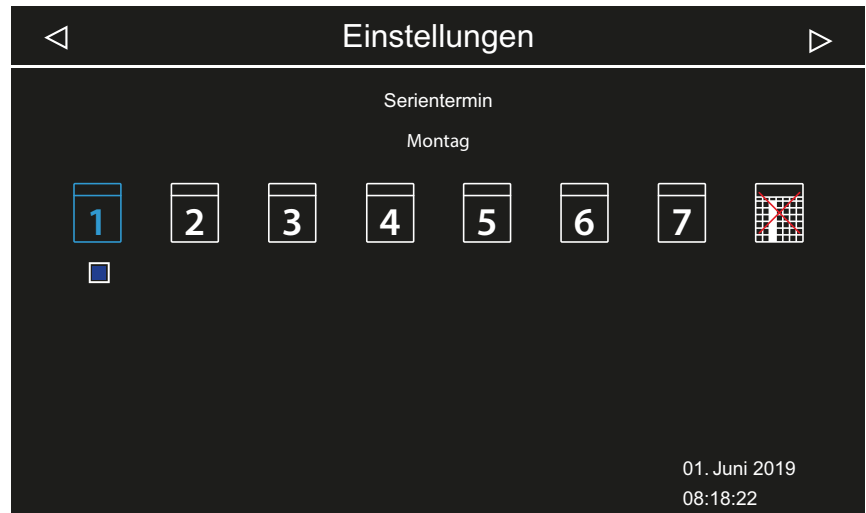 Einstellungen
Serientermin
Montag
1 2 3 4 5 6 7
01. Juni 2019
08:18:22